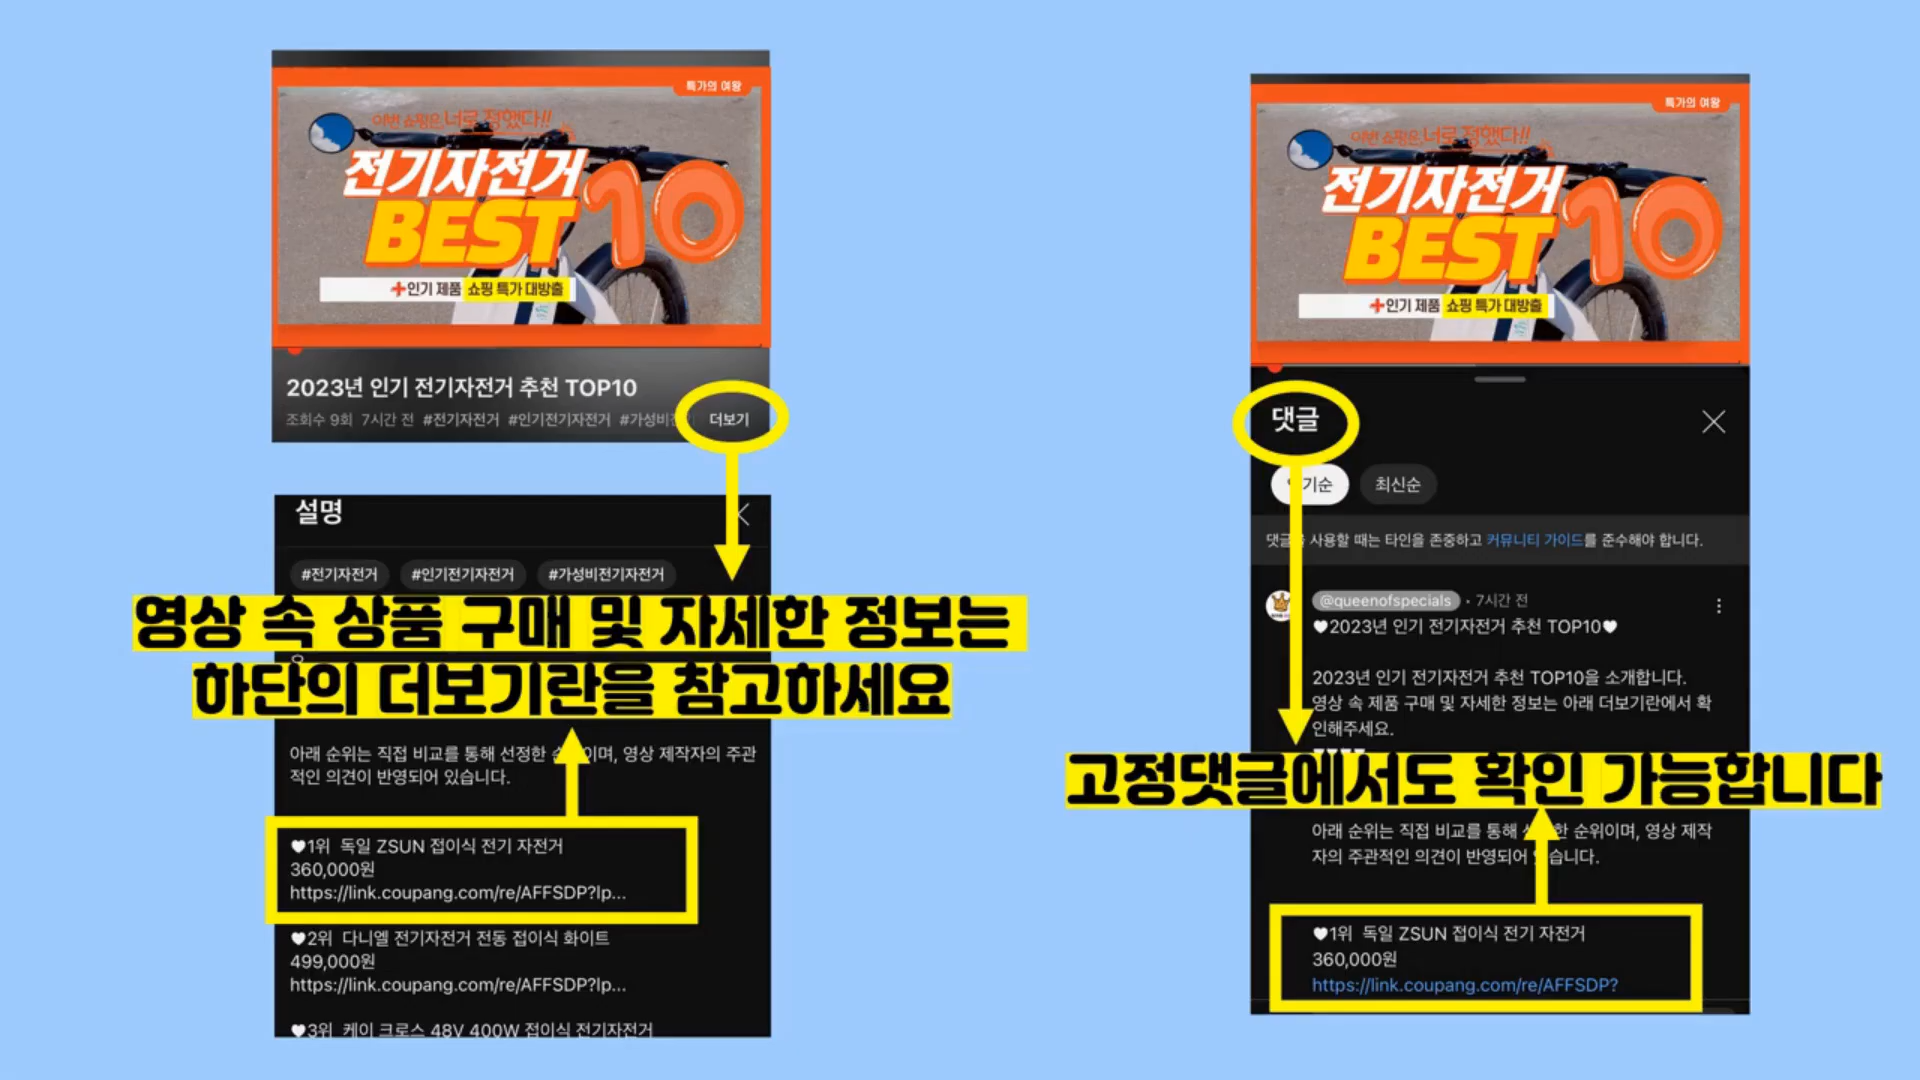 특가의 여왕
이번 쇼핑은 너로 정했다!!
전기자전거
BEST 10
+인기 제품 쇼핑 특가 대방출
2023년 인기 전기자전거 추천 TOP10
조회수 9회 7시간 전 #전기자전거 #인기전기자전거 #가성비전 더보기
설명
#전기자전거 #인기전기자전거 #가성비전기자전거
영상 속 상품 구매 및 자세한 정보는
하단의 더보기란을 참고하세요
아래 순위는 직접 비교를 통해 선정한 순위이며, 영상 제작자의 주관
적인 의견이 반영되어 있습니다.
♥1위 독일 ZSUN 접이식 전기 자전거
360,000원
https://link.coupang.com/re/AFFSDP?lp...
♥2위 다니엘 전기자전거 전동 접이식 화이트
499,000원
https://link.coupang.com/re/AFFSDP?lp...
♥3위 케이 크로스 48V 400W 접이식 전기자전거
특가의 여왕
이번 쇼핑은 너로 정했다!!
전기자전거
BEST 10
+인기 제품 쇼핑 특가 대방출
댓글
인기순 최신순
댓글을 사용할 때는 타인을 존중하고 커뮤니티 가이드를 준수해야 합니다.
@queenofspecials · 7시간 전
♥2023년 인기 전기자전거 추천 TOP10♥
2023년 인기 전기자전거 추천 TOP10을 소개합니다.
영상 속 제품 구매 및 자세한 정보는 아래 더보기란에서 확
인해주세요.
고정댓글에서도 확인 가능합니다
아래 순위는 직접 비교를 통해 선정한 순위이며, 영상 제작
자의 주관적인 의견이 반영되어 있습니다.
♥1위 독일 ZSUN 접이식 전기 자전거
360,000원
https://link.coupang.com/re/AFFSDP?